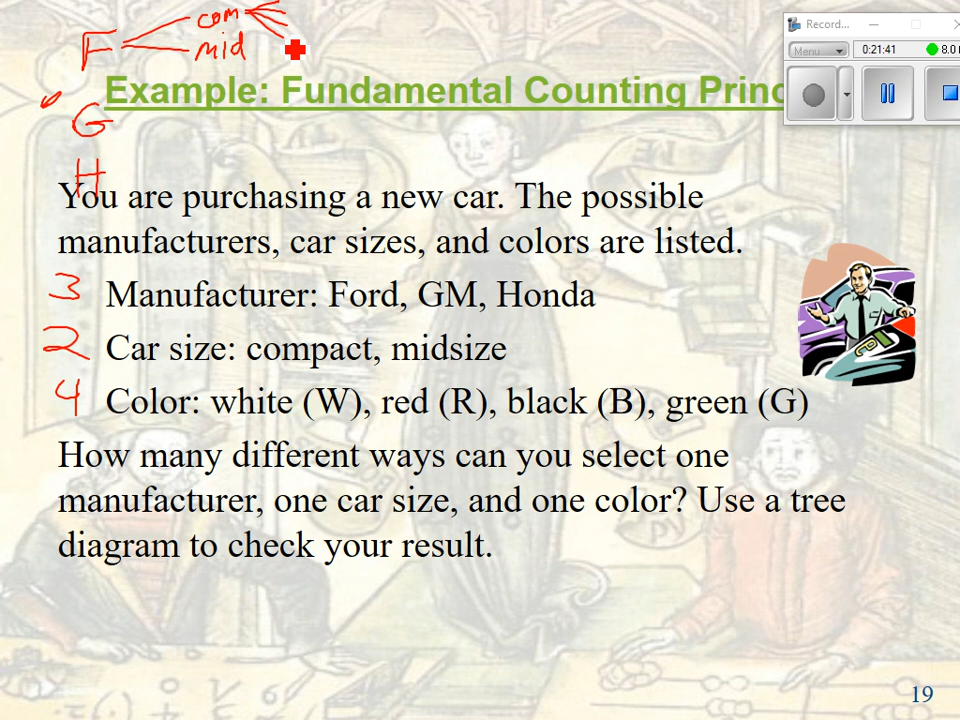 com
F
mid
Record...
Menu
0:21:41
8.0
Example: Fundamental Counting Princ
G
H
You are purchasing a new car. The possible
manufacturers, car sizes, and colors are listed.
3 Manufacturer: Ford, GM, Honda
2 Car size: compact, midsize
4 Color: white (W), red (R), black (B), green (G)
How many different ways can you select one
manufacturer, one car size, and one color? Use a tree
diagram to check your result.
19